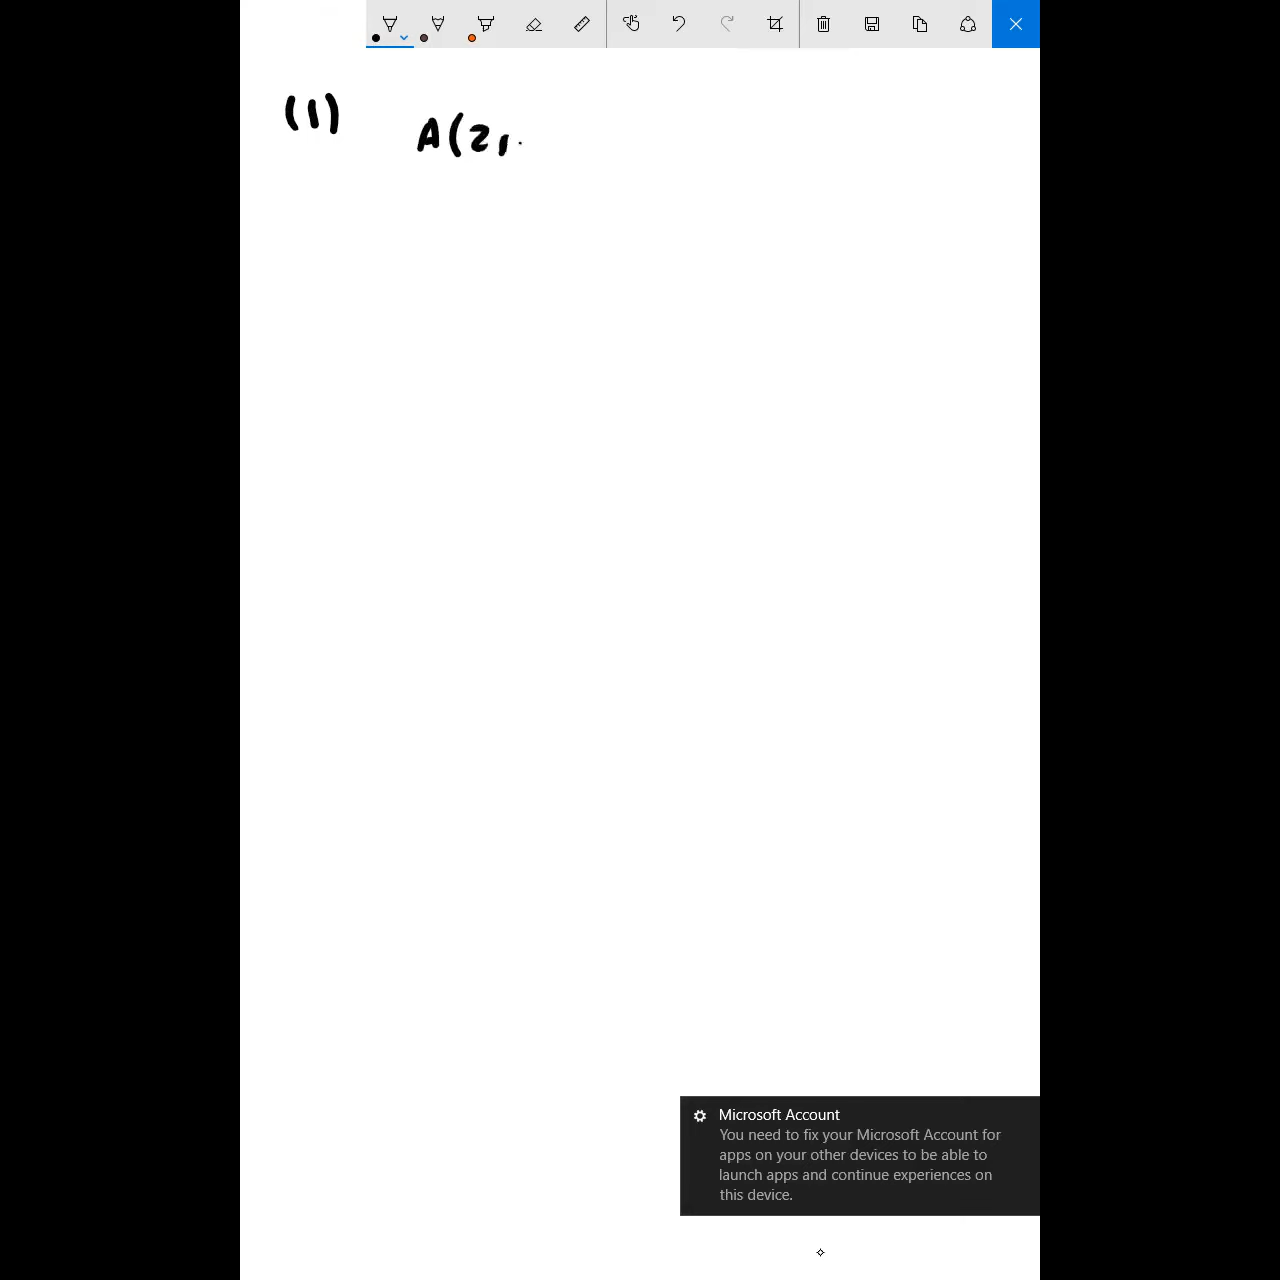 (1)
A(2,
Microsoft Account
You need to fix your Microsoft Account for
apps on your other devices to be able to
launch apps and continue experiences on
this device.